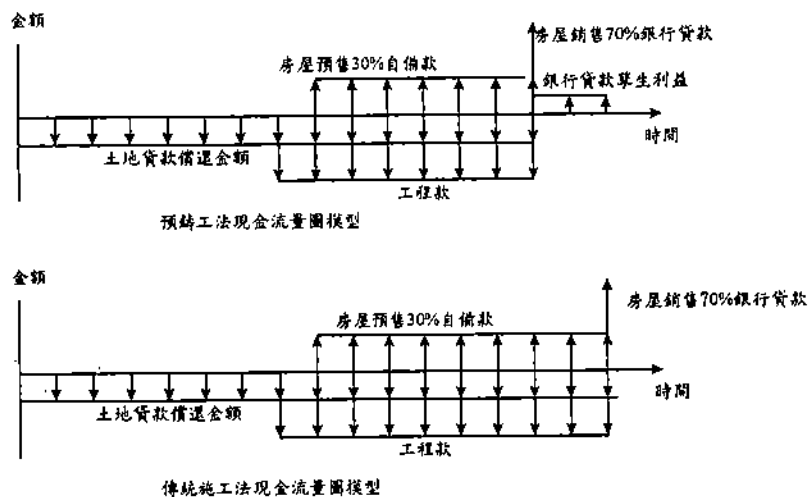 金額
房屋銷售70%銀行貸款
房屋預售30%自備款
銀行貸款孳生利益
時間
土地貸款償還金額
工程款
預鑄工法現金流量圖模型
金額
房屋銷售70%銀行貸款
房屋預售30%自備款
時間
土地貸款償還金額
工程款
傳統施工法現金流量圖模型